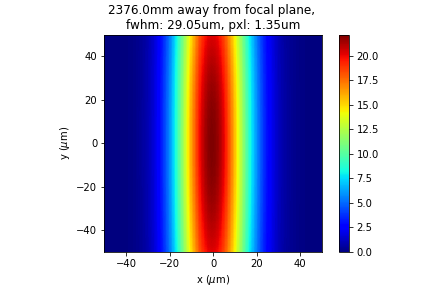 2376.0mm away from focal plane,
fwhm: 29.05um, pxl: 1.35um
40
20
0
−20
−40
y (μm)
−40 −20 0 20 40
x (μm)
20.0
17.5
15.0
12.5
10.0
7.5
5.0
2.5
0.0